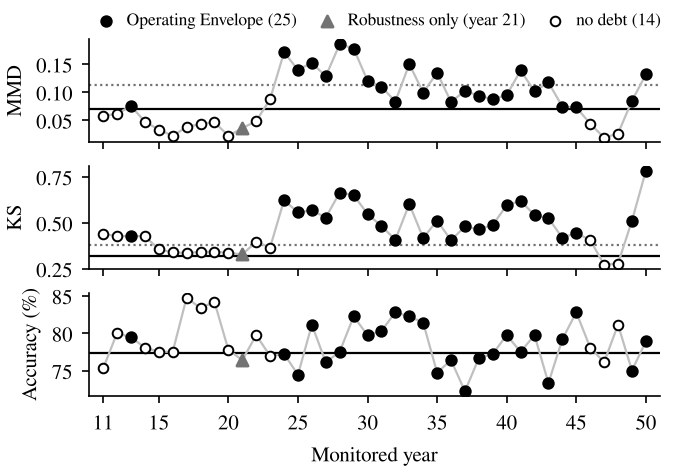 Operating Envelope (25) Robustness only (year 21) no debt (14)
0.15
0.10
0.05
MMD
0.75
0.50
0.25
KS
85
80
75
Accuracy (%)
11 15 20 25 30 35 40 45 50
Monitored year